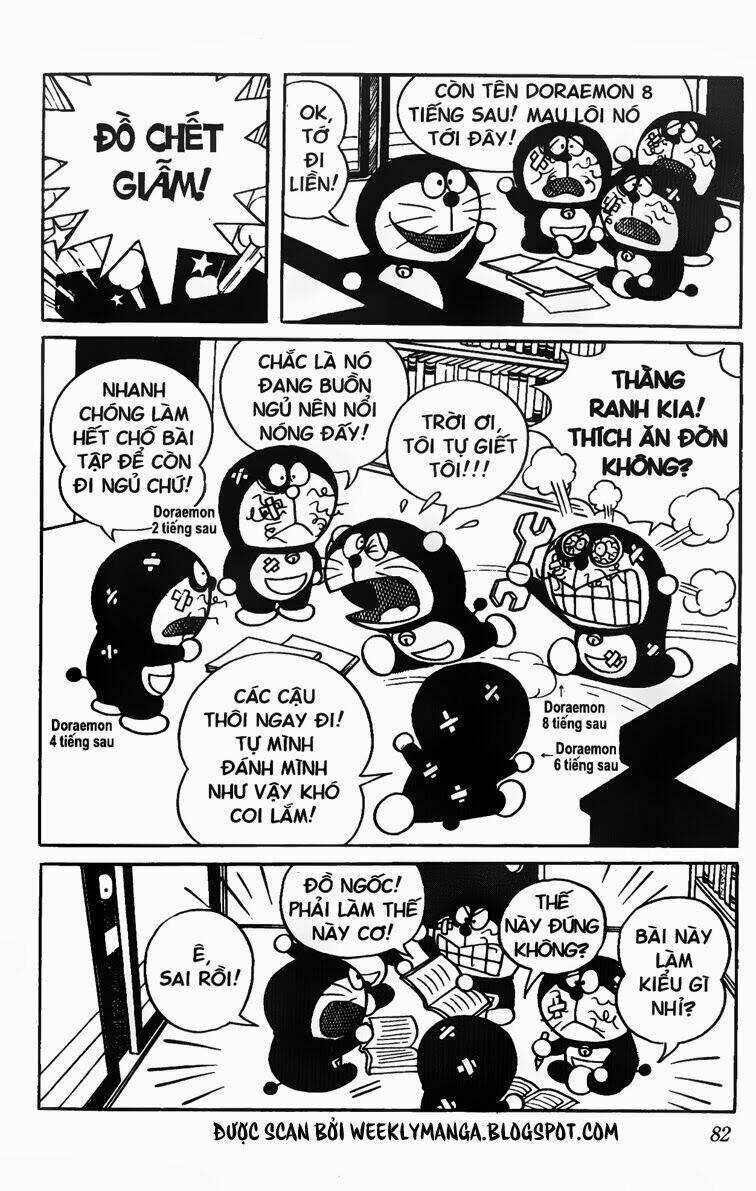 ĐỒ CHẾT
GIẪM!
OK,
TỚ
ĐI
LIỀN!
CÒN TÊN DORAEMON 8
TIẾNG SAU! MAU LÔI NÓ
TỚI ĐÂY!
NHANH
CHÓNG LÀM
HẾT CHỖ BÀI
TẬP ĐỂ CÒN
ĐI NGỦ CHỨ!
CHẮC LÀ NÓ
ĐANG BUỒN
NGỦ NÊN NỔI
NÓNG ĐẤY!
TRỜI ƠI,
TÔI TỰ GIẾT
TÔI!!!
THẰNG
RANH KIA!
THÍCH ĂN ĐÒN
KHÔNG?
Doraemon
2 tiếng sau
Doraemon
4 tiếng sau
CÁC CẬU
THÔI NGAY ĐI!
TỰ MÌNH
ĐÁNH MÌNH
NHƯ VẬY KHÓ
COI LẮM!
↑
Doraemon
8 tiếng sau
←Doraemon
6 tiếng sau
Ê,
SAI RỒI!
ĐỒ NGỐC!
PHẢI LÀM THẾ
NÀY CƠ!
THẾ
NÀY ĐÚNG
KHÔNG?
BÀI NÀY
LÀM
KIỂU GÌ
NHỈ?
ĐƯỢC SCAN BỞI WEEKLYMANGA.BLOGSPOT.COM
82